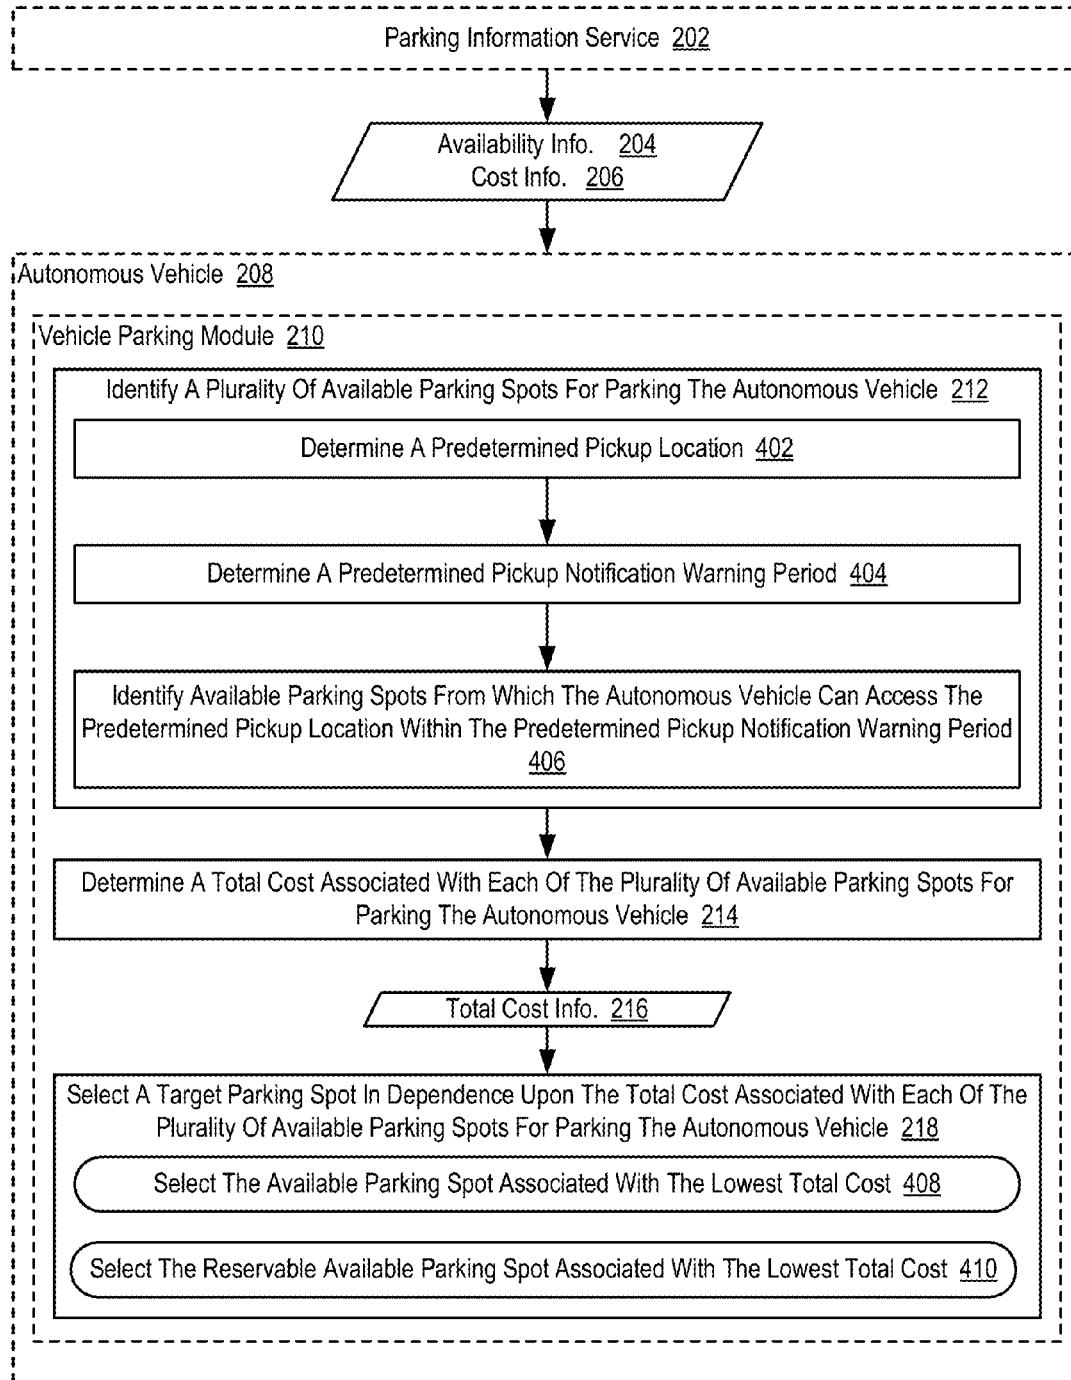 Parking Information Service 202
Availability Info. 204
Cost Info. 206
Autonomous Vehicle 208
Vehicle Parking Module 210
Identify A Plurality Of Available Parking Spots For Parking The Autonomous Vehicle 212
Determine A Predetermined Pickup Location 402
Determine A Predetermined Pickup Notification Warning Period 404
Identify Available Parking Spots From Which The Autonomous Vehicle Can Access The
Predetermined Pickup Location Within The Predetermined Pickup Notification Warning Period
406
Determine A Total Cost Associated With Each Of The Plurality Of Available Parking Spots For
Parking The Autonomous Vehicle 214
Total Cost Info. 216
Select A Target Parking Spot In Dependence Upon The Total Cost Associated With Each Of The
Plurality Of Available Parking Spots For Parking The Autonomous Vehicle 218
Select The Available Parking Spot Associated With The Lowest Total Cost 408
Select The Reservable Available Parking Spot Associated With The Lowest Total Cost 410